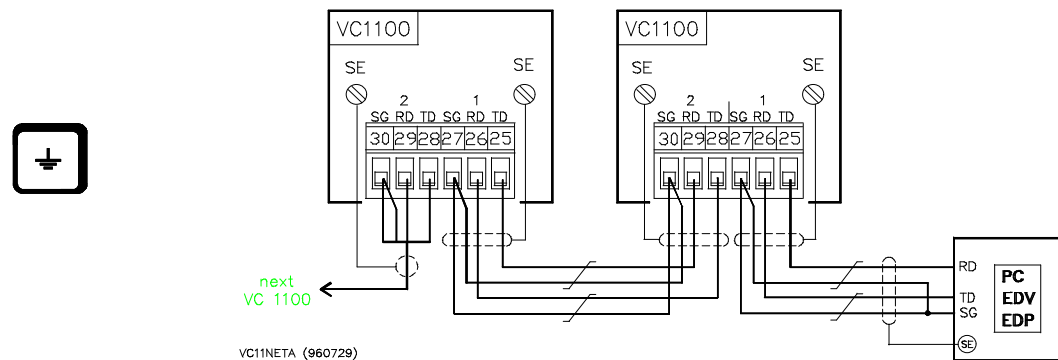 VC1100 VC1100
SE SE SE SE
2 1 2 1
SG RD TD SG RD TD SG RD TD SG RD TD
30 29 28 27 26 25 30 29 28 27 26 25
next
VC 1100
RD
TD
SG
SE
PC
EDV
EDP
VC11NETA (960729)